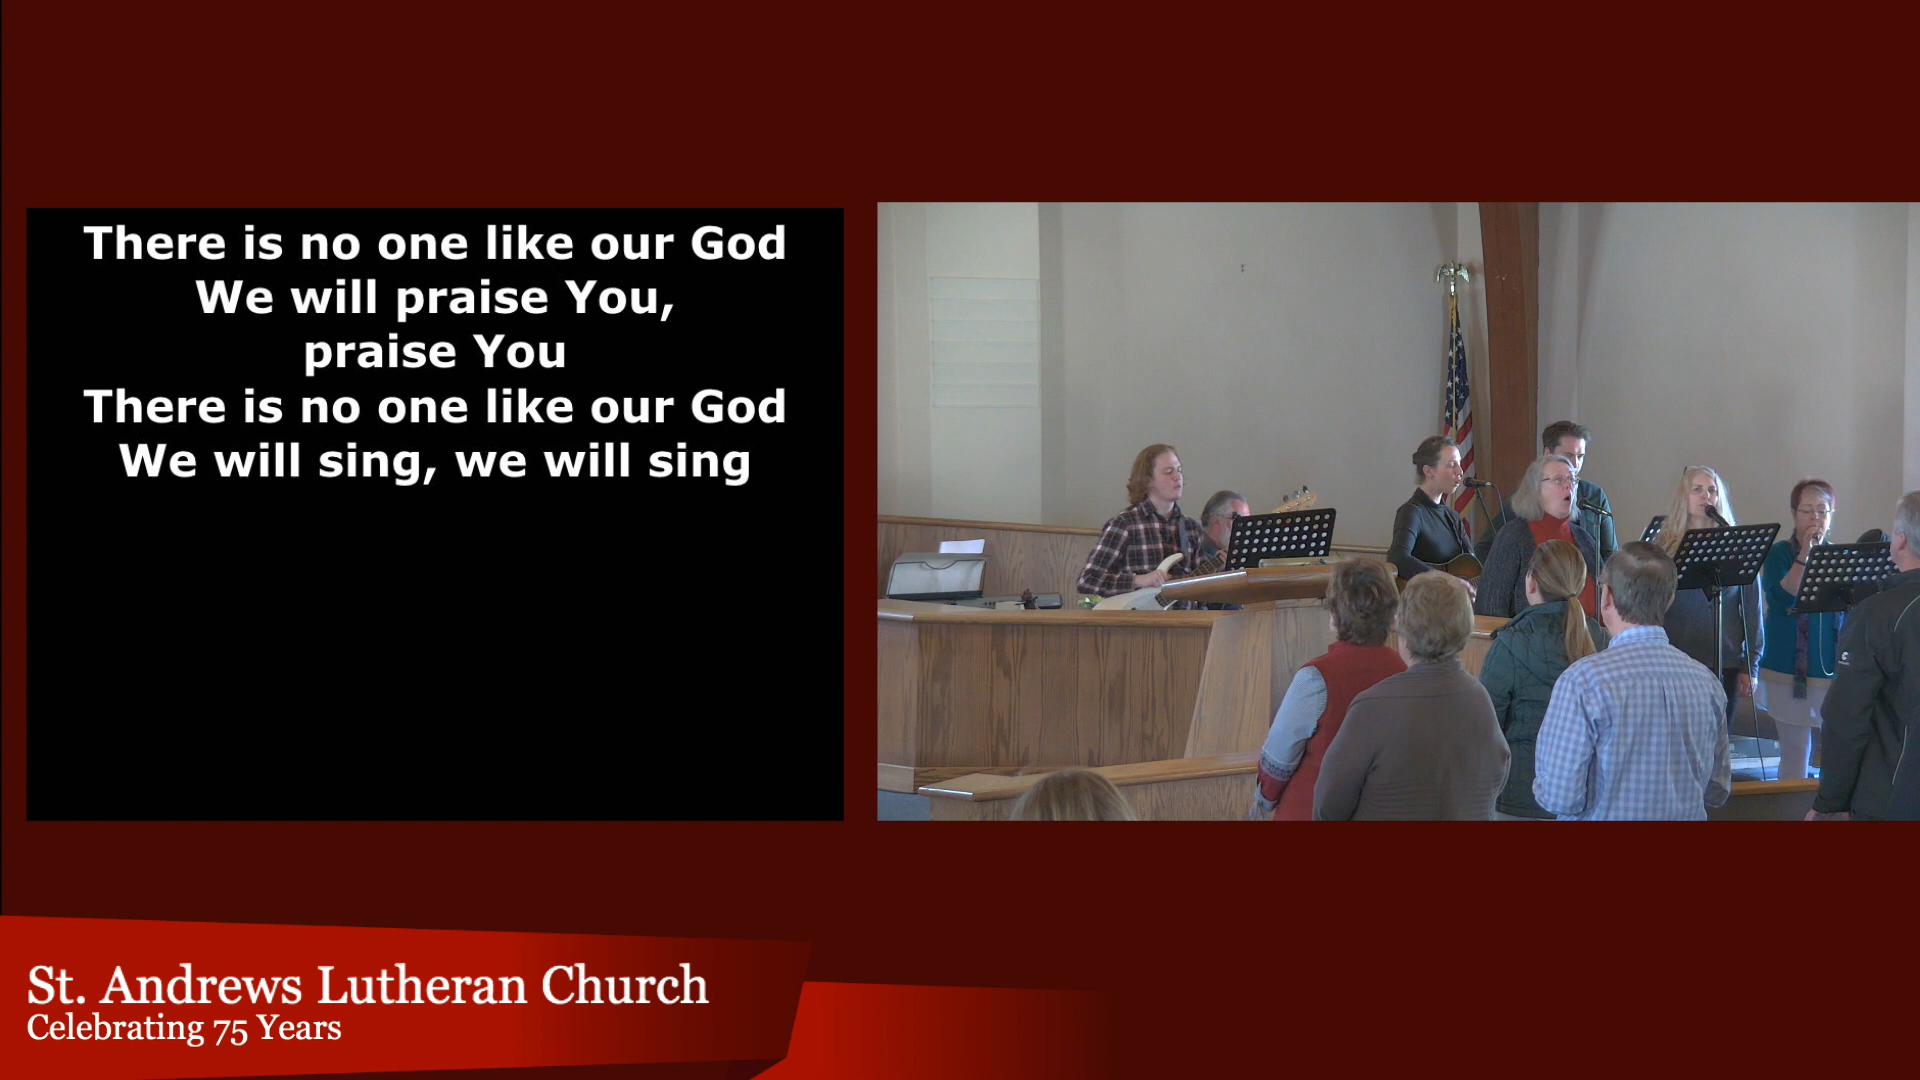 There is no one like our God
We will praise You,
praise You
There is no one like our God
We will sing, we will sing
St. Andrews Lutheran Church
Celebrating 75 Years